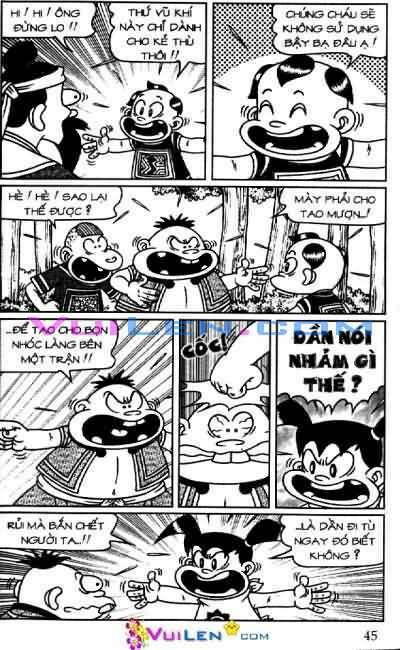 HI! HI! ÔNG
ĐỪNG LO!!
THỨ VŨ KHÍ
NÀY CHỈ DÀNH
CHO KẺ THÙ
THÔI!!
CHÚNG CHÁU SẼ
KHÔNG SỬ DỤNG
BẬY BẠ ĐÂU Ạ!
HÈ! HÈ! SAO LẠI
THẾ ĐƯỢC?
MÀY PHẢI CHO
TAO MƯỢN..!
..ĐỂ TAO CHO BỌN
NHÓC LÀNG BÊN
MỘT TRẬN!!
CỐC!
DẦN NÓI
NHẢM GÌ
THẾ?
VUILEN.COM
RỦI MÀ BẮN CHẾT
NGƯỜI TA..!!
..LÀ DẦN ĐI TÙ
NGAY ĐÓ BIẾT
KHÔNG?
VUILEN.COM
45